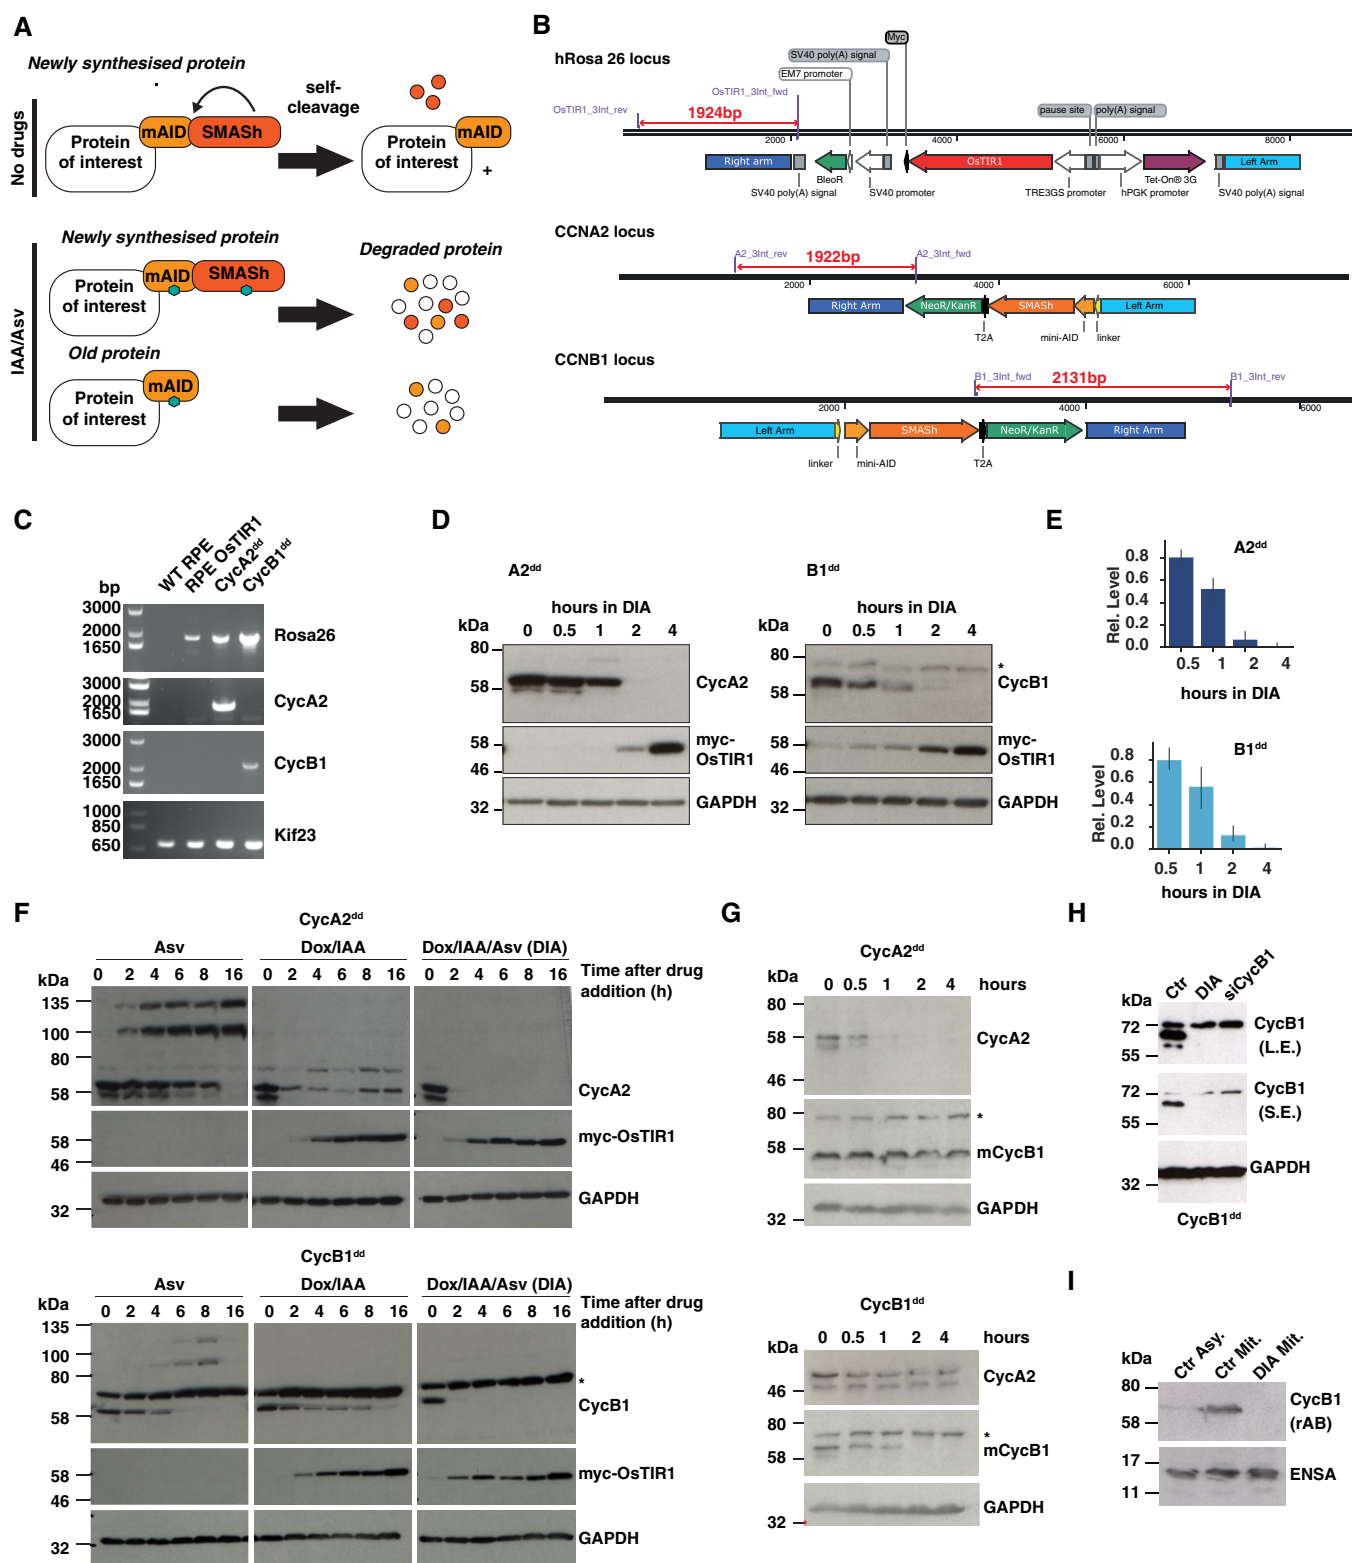 A
Newly synthesised protein
No drugs
Protein
of interest
mAID
SMASh
self-
cleavage
Protein
of interest
mAID
+
IAA/Asv
Newly synthesised protein
Degraded protein
Protein
of interest
mAID
SMASh
Old protein
Protein
of interest
mAID
B
hRosa 26 locus
Myc
SV40 poly(A) signal
EM7 promoter
OsTIR1_3Int_fwd
OsTIR1_3Int_rev
1924bp
pause site
poly(A) signal
2000
4000
6000
8000
Right arm
BleoR
OsTIR1
Tet-On® 3G
Left Arm
SV40 poly(A) signal
SV40 promoter
TRE3GS promoter
hPGK promoter
SV40 poly(A) signal
CCNA2 locus
A2_3Int_rev
1922bp
A2_3Int_fwd
2000
4000
6000
Right Arm
NeoR/KanR
SMASh
Left Arm
T2A
mini-AID
linker
CCNB1 locus
B1_3Int_fwd
2131bp
B1_3Int_rev
2000
4000
6000
Left Arm
SMASh
NeoR/KanR
Right Arm
linker
mini-AID
T2A
C
bp
WT RPE
RPE OsTIR1
CycA2dd
CycB1dd
3000
2000
1650
Rosa26
3000
2000
1650
CycA2
3000
2000
1650
CycB1
1000
850
650
Kif23
D
A2dd
hours in DIA
kDa
0 0.5 1 2 4
80
58
CycA2
58
46
myc-
OsTIR1
32
GAPDH
B1dd
hours in DIA
kDa
0 0.5 1 2 4
80
58
*
CycB1
58
46
myc-
OsTIR1
32
GAPDH
E
A2dd
Rel. Level
0.8
0.6
0.4
0.2
0.0
0.5 1 2 4
hours in DIA
B1dd
Rel. Level
0.8
0.6
0.4
0.2
0.0
0.5 1 2 4
hours in DIA
F
CycA2dd
Asv
Dox/IAA
Dox/IAA/Asv (DIA)
kDa
0 2 4 6 8 16
0 2 4 6 8 16
0 2 4 6 8 16
Time after drug
addition (h)
135
100
80
58
CycA2
58
46
myc-OsTIR1
32
GAPDH
CycB1dd
Asv
Dox/IAA
Dox/IAA/Asv (DIA)
kDa
0 2 4 6 8 16
0 2 4 6 8 16
0 2 4 6 8 16
Time after drug
addition (h)
135
100
80
58
*
CycB1
58
46
myc-OsTIR1
32
GAPDH
G
CycA2dd
kDa
0 0.5 1 2 4 hours
80
58
46
CycA2
80
58
*
mCycB1
32
GAPDH
CycB1dd
kDa
0 0.5 1 2 4 hours
46
CycA2
80
58
*
mCycB1
32
GAPDH
H
kDa
Ctr
DIA
siCycB1
72
55
CycB1
(L.E.)
72
55
CycB1
(S.E.)
32
GAPDH
CycB1dd
I
kDa
Ctr Asy.
Ctr Mit.
DIA Mit.
80
58
CycB1
(rAB)
17
11
ENSA